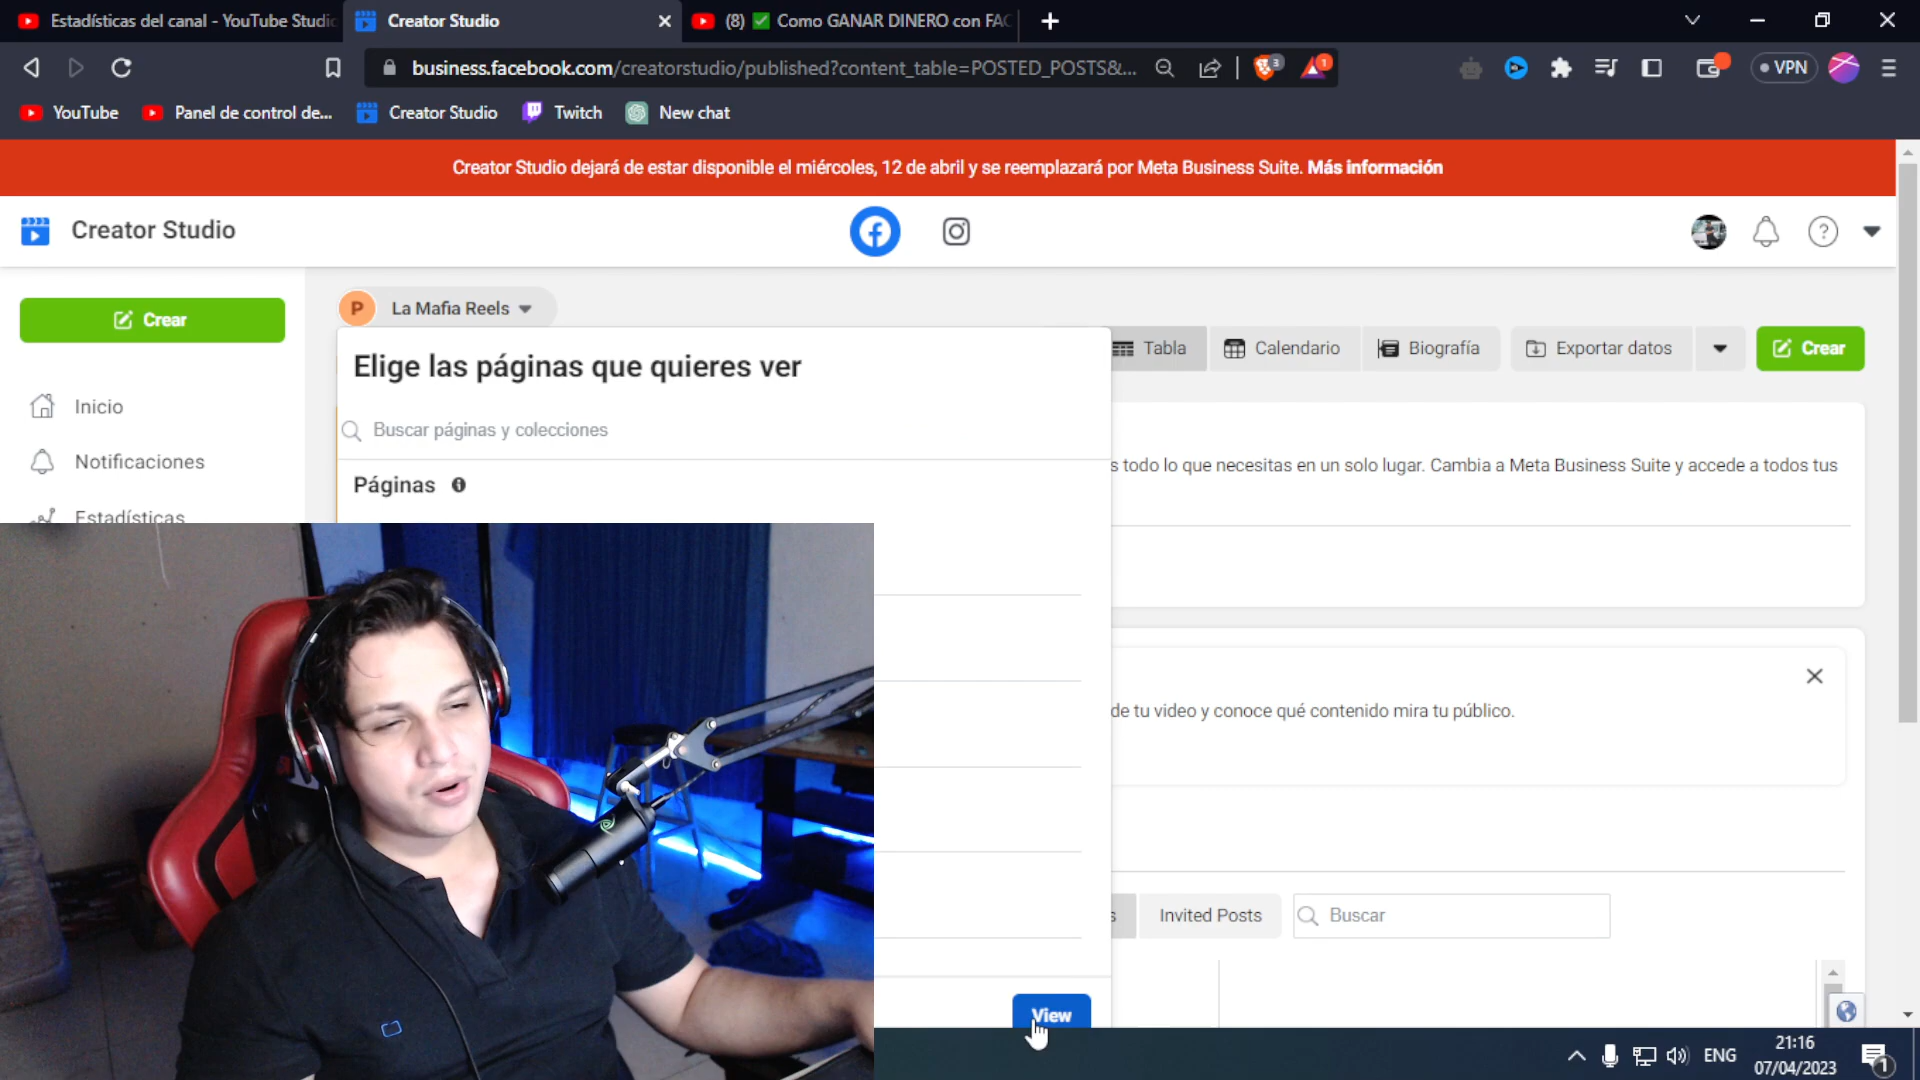 Estadísticas del canal - YouTube Studio
Creator Studio
(8) ✅ Como GANAR DINERO con FAC
business.facebook.com/creatorstudio/published?content_table=POSTED_POSTS&...
3
1
VPN
YouTube
Panel de control de...
Creator Studio
Twitch
New chat
Creator Studio dejará de estar disponible el miércoles, 12 de abril y se reemplazará por Meta Business Suite. Más información
Creator Studio
Crear
P
La Mafia Reels
Tabla
Calendario
Biografía
Exportar datos
Crear
Elige las páginas que quieres ver
Buscar páginas y colecciones
Páginas
Inicio
Notificaciones
Estadísticas
s todo lo que necesitas en un solo lugar. Cambia a Meta Business Suite y accede a todos tus
de tu video y conoce qué contenido mira tu público.
s
Invited Posts
Buscar
View
ENG
21:16
07/04/2023
1